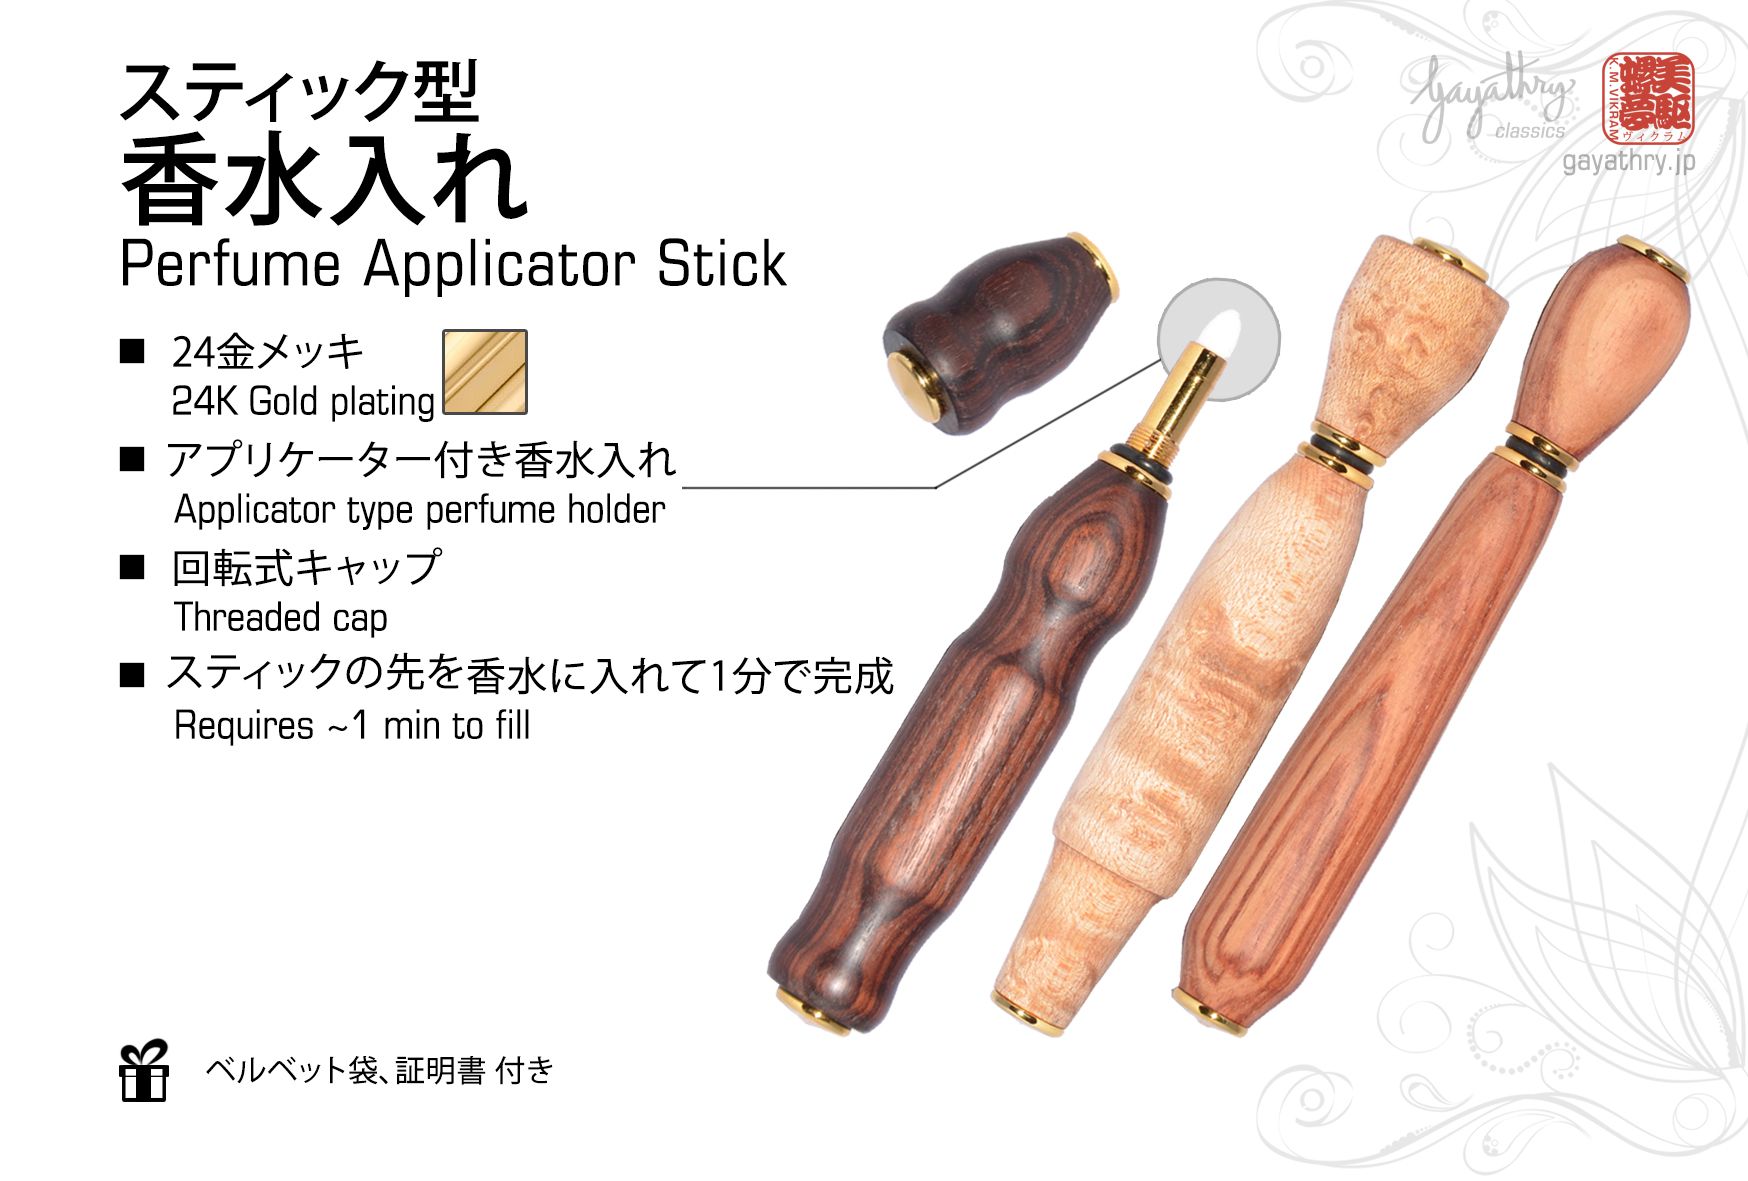 スティック型
香水入れ
Perfume Applicator Stick
■ 24金メッキ
24K Gold plating
■ アプリケーター付き香水入れ
Applicator type perfume holder
■ 回転式キャップ
Threaded cap
■ スティックの先を香水に入れて1分で完成
Requires ~1 min to fill
ベルベット袋、証明書 付き
Gayathry
classics
K.M.VIKRAM
美駆
蝶夢
ヴィクラム
gayathry.jp